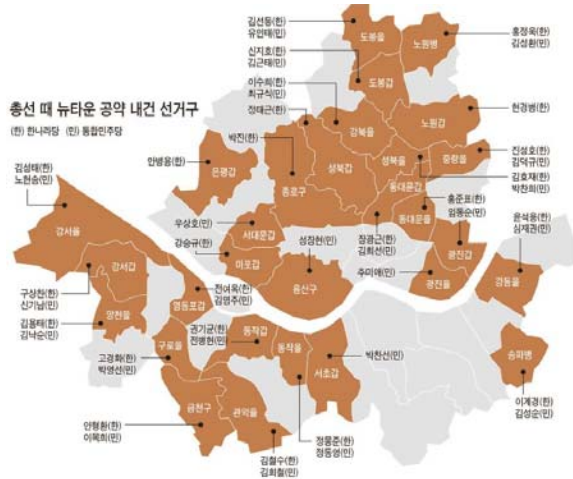 총선 때 뉴타운 공약 내건 선거구
(한) 한나라당 (민) 통합민주당
김선동(한)
유인태(민)
도봉을
노원병
홍정욱(한)
김성환(민)
신지호(한)
김근태(민)
도봉갑
이수희(한)
최규식(민)
정태근(한)
강북을
노원갑
현경병(한)
박진(한)
안병용(한)
은평갑
종로구
성북갑
성북을
중랑을
진성호(한)
김덕규(민)
동대문갑
김호재(한)
박찬희(민)
김성태(한)
노현송(민)
강서을
우상호(민)
서대문갑
동대문을
홍준표(한)
엄동순(민)
윤석용(한)
심재권(민)
강승규(한)
마포갑
성장현(민)
장광근(한)
김희선(민)
광진갑
용산구
추미애(민)
광진을
강동을
강서갑
구상찬(한)
신기남(민)
영등포갑
전여옥(한)
김영주(민)
양천을
김용태(한)
김낙순(민)
구로을
고경화(한)
박영선(민)
권기균(한)
전병헌(민)
동작갑
동작을
서초갑
박찬선(민)
송파병
이계경(한)
김성순(민)
금천구
관악을
안형환(한)
이목희(민)
김철수(한)
김희철(민)
정몽준(한)
정동영(민)